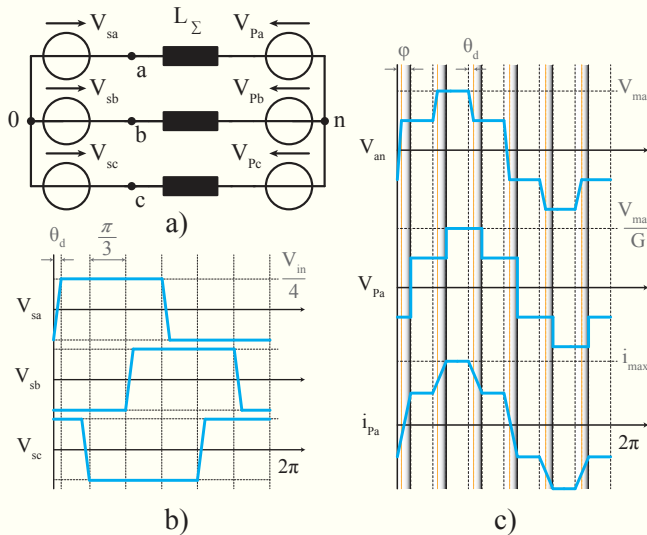 V_sa L_Σ V_Pa
a
V_sb V_Pb
0 b n
V_sc V_Pc
c
a)
θ_d π/3 V_in/4
V_sa
V_sb
V_sc
2π
b)
φ θ_d
V_ma
V_an
V_ma/G
V_Pa
i_max
i_Pa
2π
c)